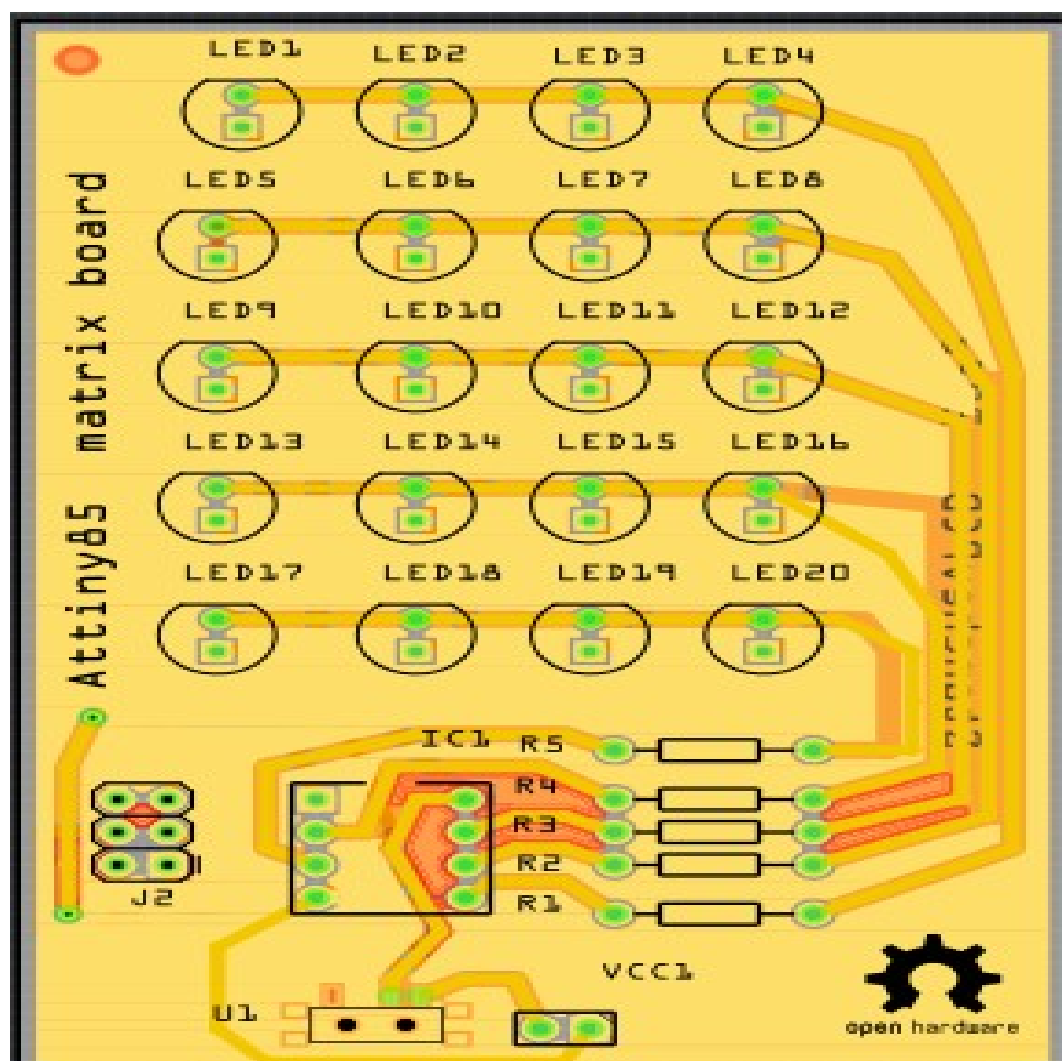 LED1 LED2 LED3 LED4
LED5 LED6 LED7 LED8
LED9 LED10 LED11 LED12
LED13 LED14 LED15 LED16
LED17 LED18 LED19 LED20
Attiny85 matrix board
IC1 R5
R4
R3
R2
R1
J2
VCC1
U1
open hardware